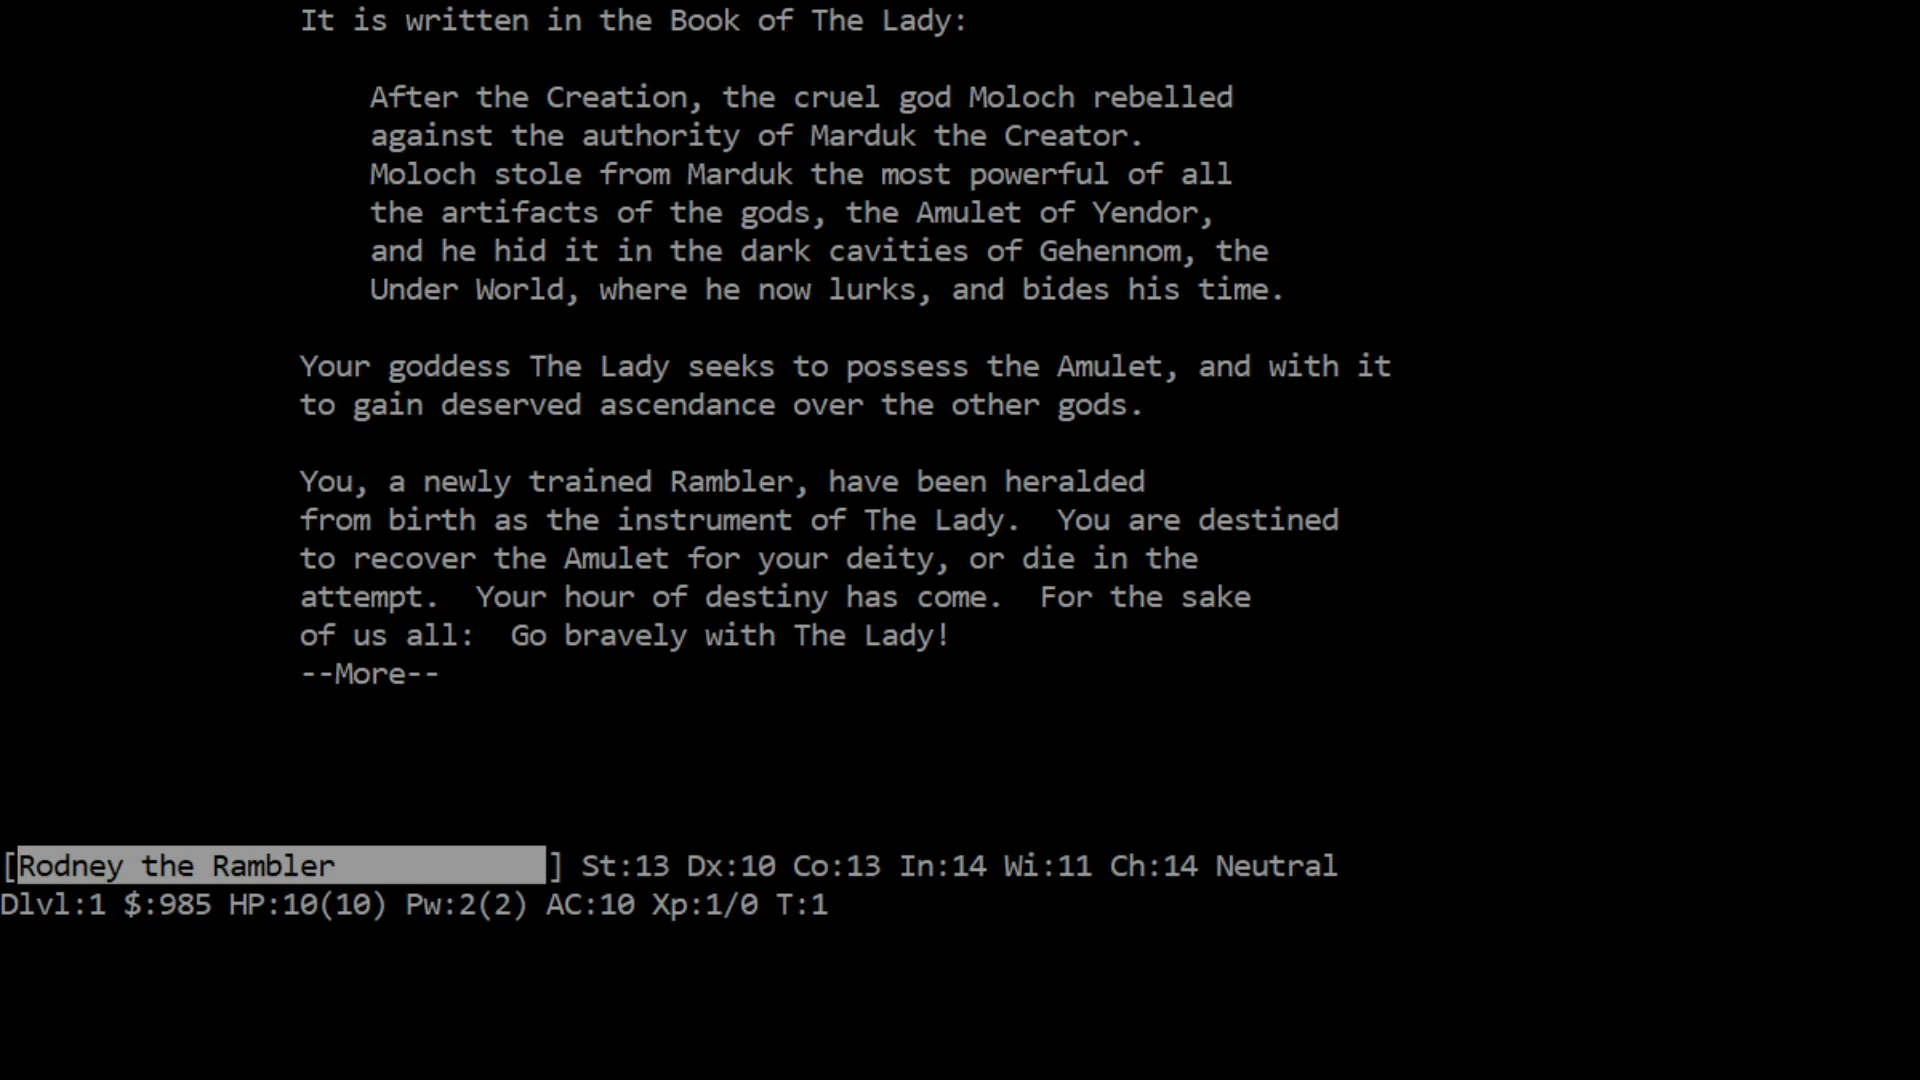 It is written in the Book of The Lady:
After the Creation, the cruel god Moloch rebelled
against the authority of Marduk the Creator.
Moloch stole from Marduk the most powerful of all
the artifacts of the gods, the Amulet of Yendor,
and he hid it in the dark cavities of Gehennom, the
Under World, where he now lurks, and bides his time.
Your goddess The Lady seeks to possess the Amulet, and with it
to gain deserved ascendance over the other gods.
You, a newly trained Rambler, have been heralded
from birth as the instrument of The Lady.  You are destined
to recover the Amulet for your deity, or die in the
attempt.  Your hour of destiny has come.  For the sake
of us all:  Go bravely with The Lady!
--More--
[Rodney the Rambler            ] St:13 Dx:10 Co:13 In:14 Wi:11 Ch:14 Neutral
Dlvl:1 $:985 HP:10(10) Pw:2(2) AC:10 Xp:1/0 T:1